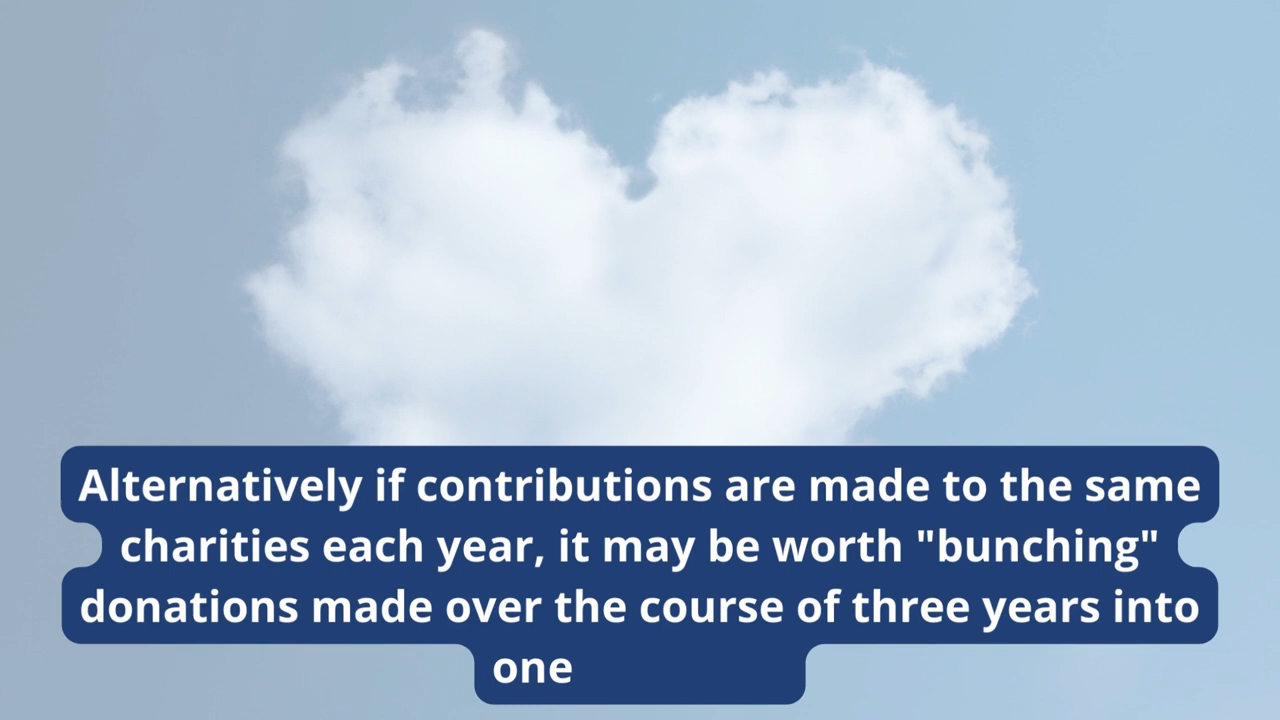 Alternatively if contributions are made to the same
charities each year, it may be worth "bunching"
donations made over the course of three years into
one